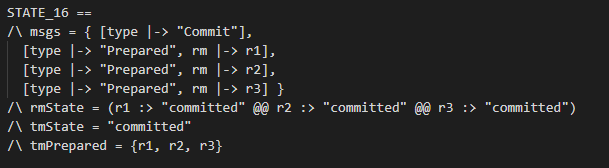 STATE_16 ==
/\ msgs = { [type |-> "Commit"],
  [type |-> "Prepared", rm |-> r1],
  [type |-> "Prepared", rm |-> r2],
  [type |-> "Prepared", rm |-> r3] }
/\ rmState = (r1 :> "committed" @@ r2 :> "committed" @@ r3 :> "committed")
/\ tmState = "committed"
/\ tmPrepared = {r1, r2, r3}